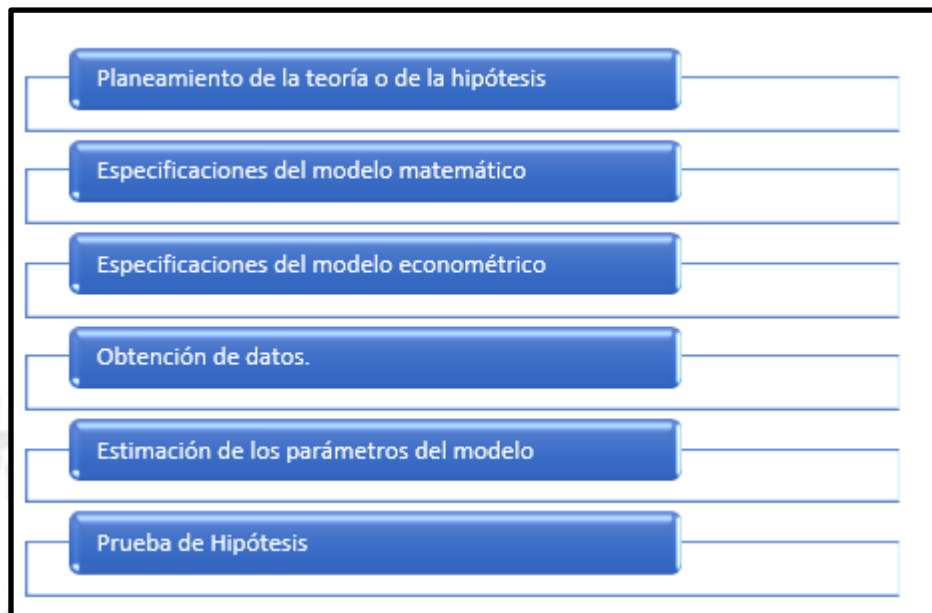 Planeamiento de la teoría o de la hipótesis
Especificaciones del modelo matemático
Especificaciones del modelo econométrico
Obtención de datos.
Estimación de los parámetros del modelo
Prueba de Hipótesis